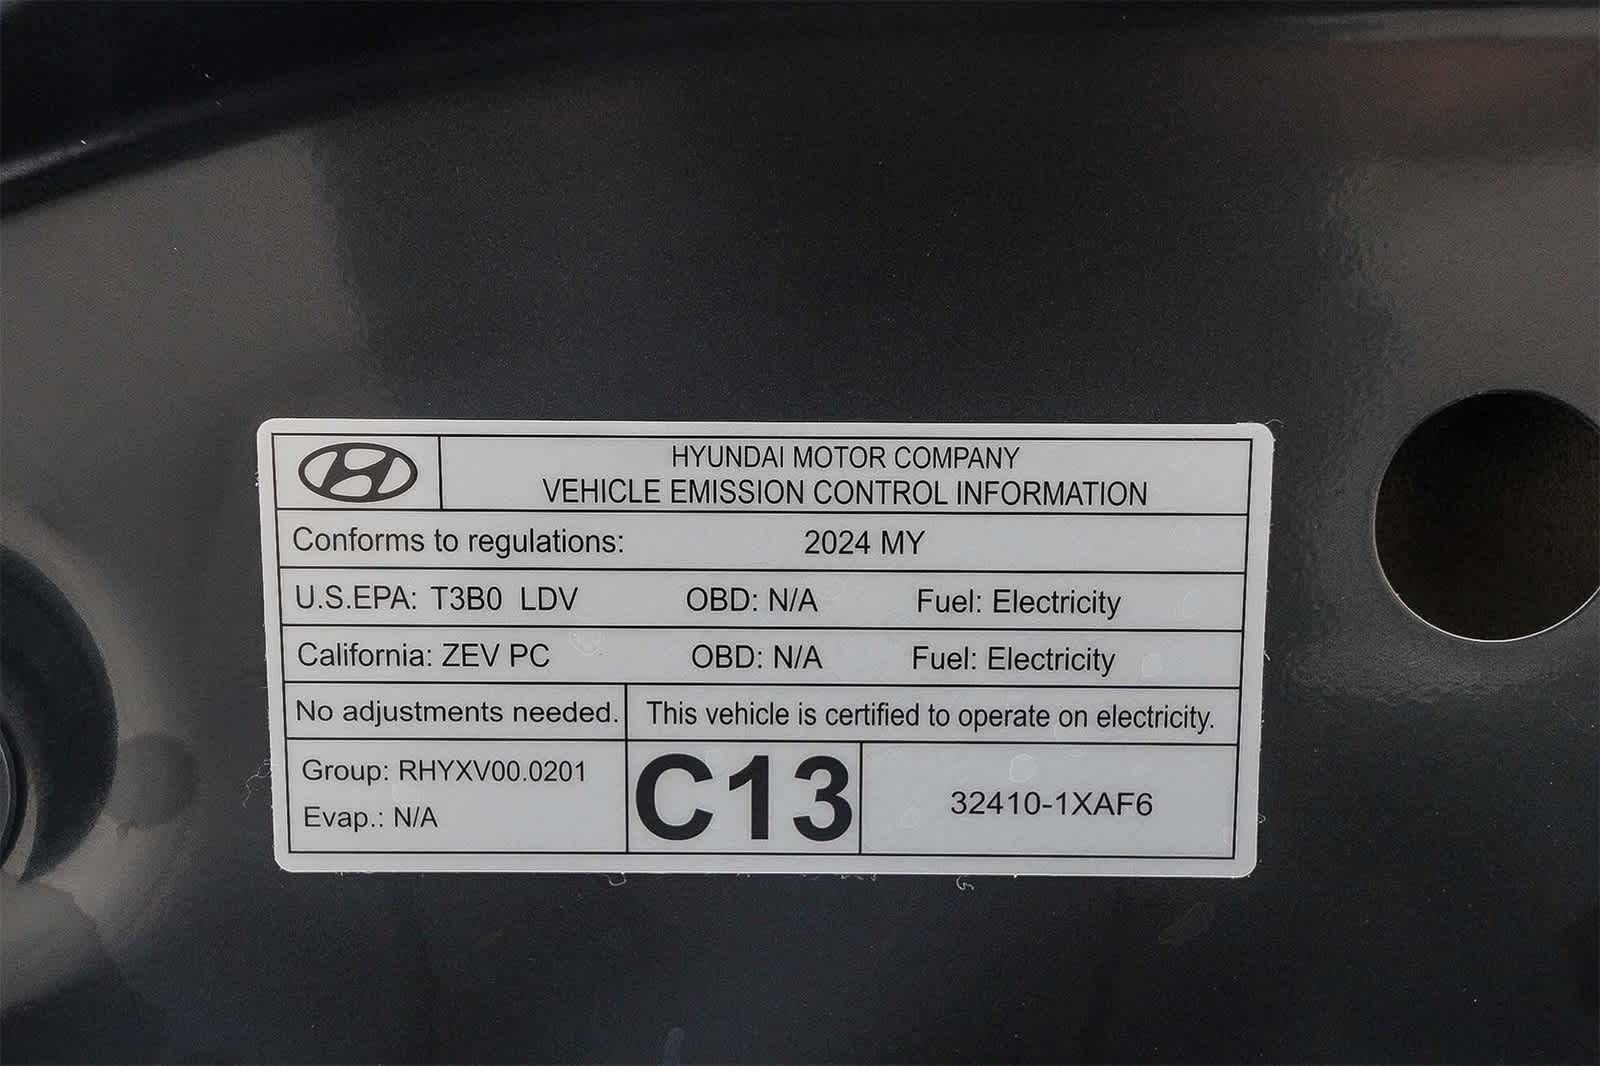 HYUNDAI MOTOR COMPANY
VEHICLE EMISSION CONTROL INFORMATION
Conforms to regulations: 2024 MY
U.S.EPA: T3B0 LDV OBD: N/A Fuel: Electricity
California: ZEV PC OBD: N/A Fuel: Electricity
No adjustments needed. This vehicle is certified to operate on electricity.
Group: RHYXV00.0201
Evap.: N/A
C13
32410-1XAF6